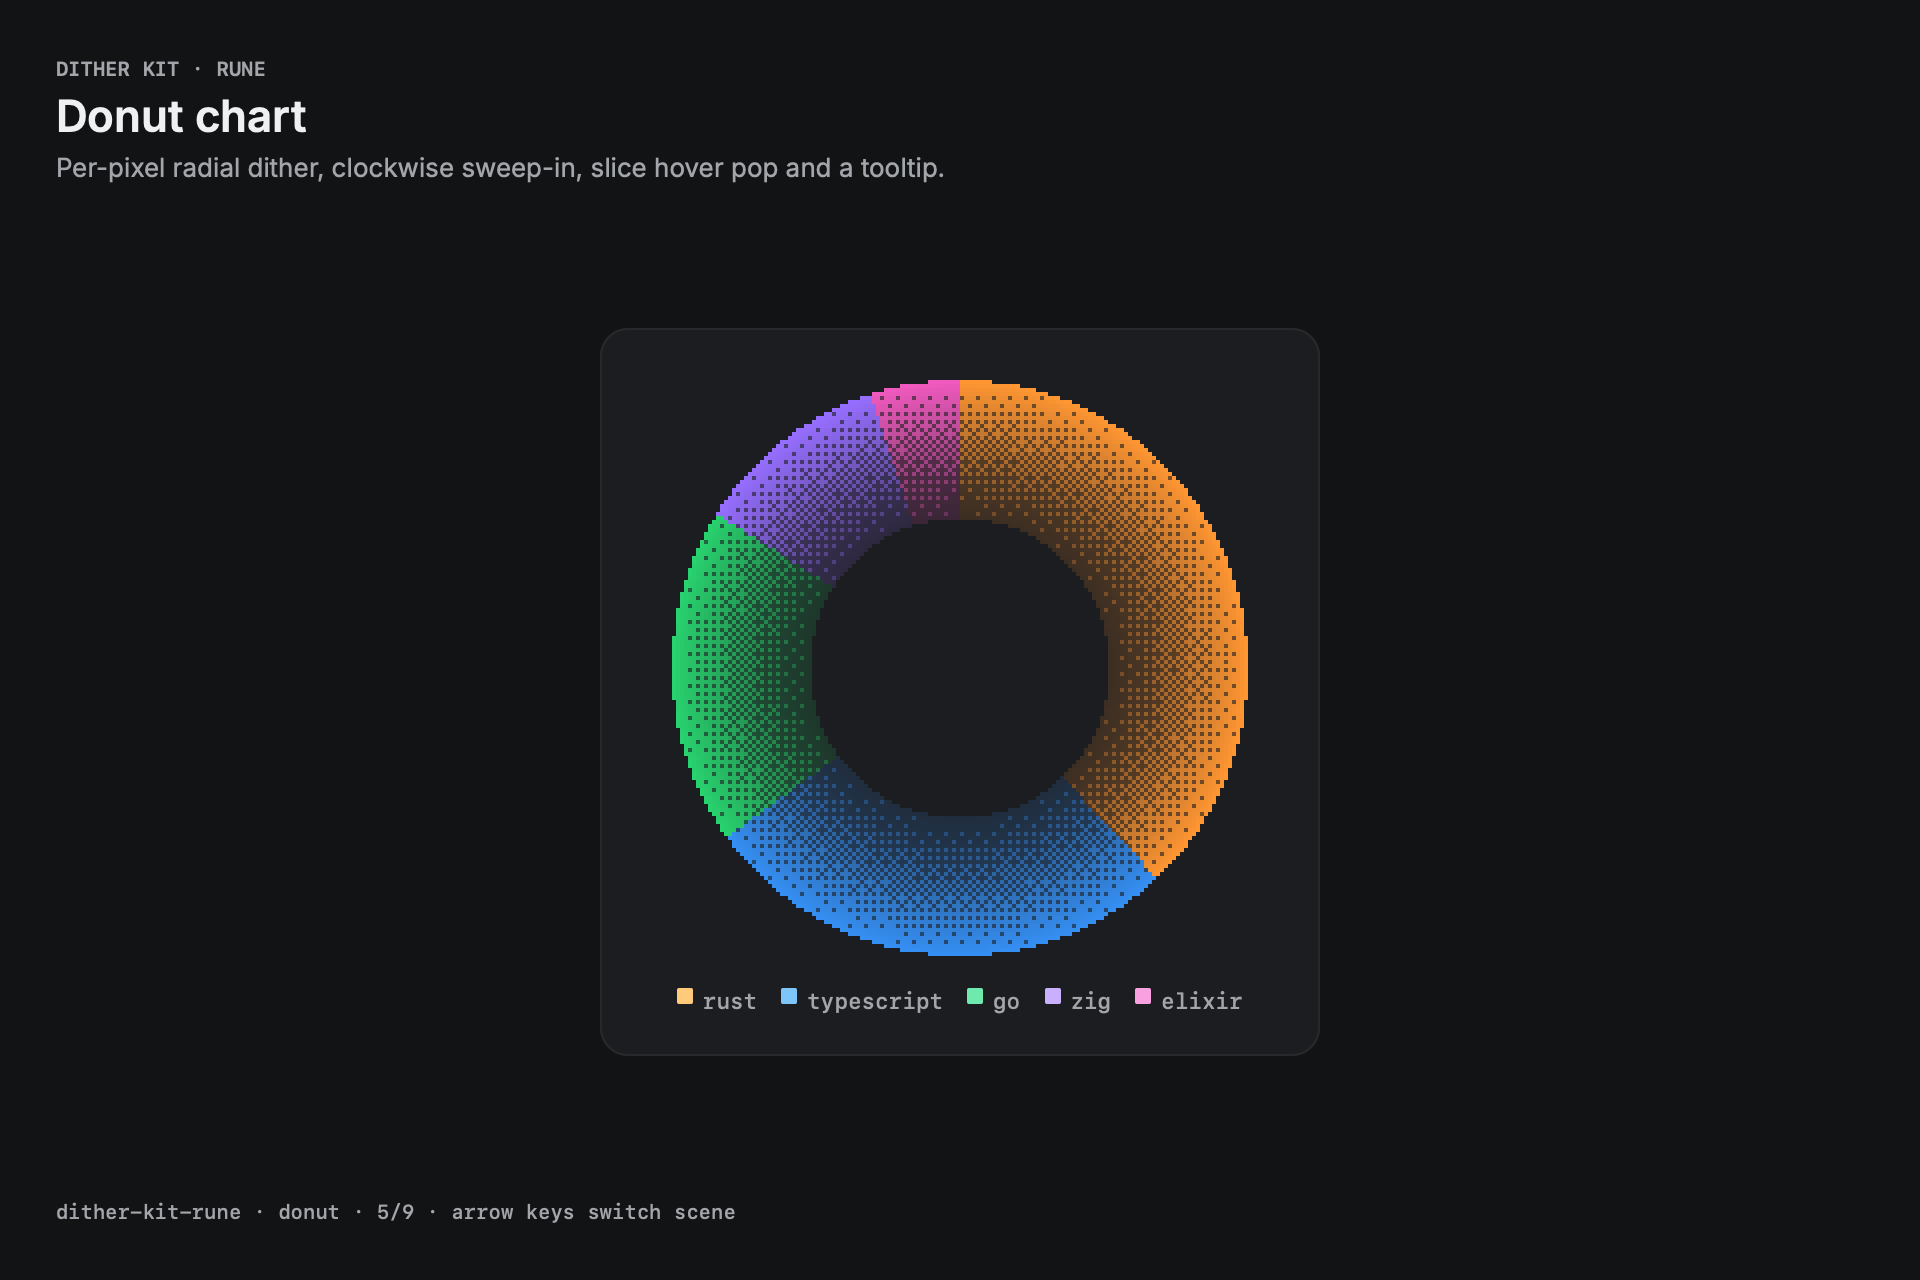 DITHER KIT · RUNE
Donut chart
Per-pixel radial dither, clockwise sweep-in, slice hover pop and a tooltip.
rust typescript go zig elixir
dither-kit-rune · donut · 5/9 · arrow keys switch scene